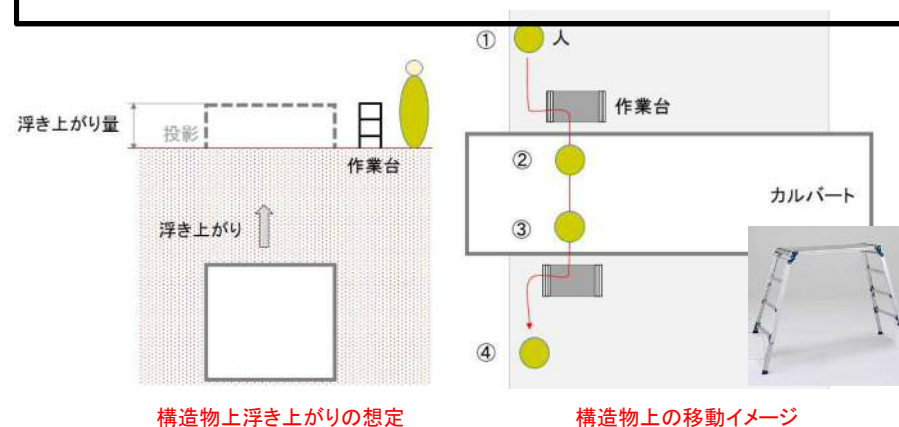 浮き上がり量
投影
作業台
浮き上がり
構造物上浮き上がりの想定
① 人
作業台
②
カルバート
③
④
構造物上の移動イメージ